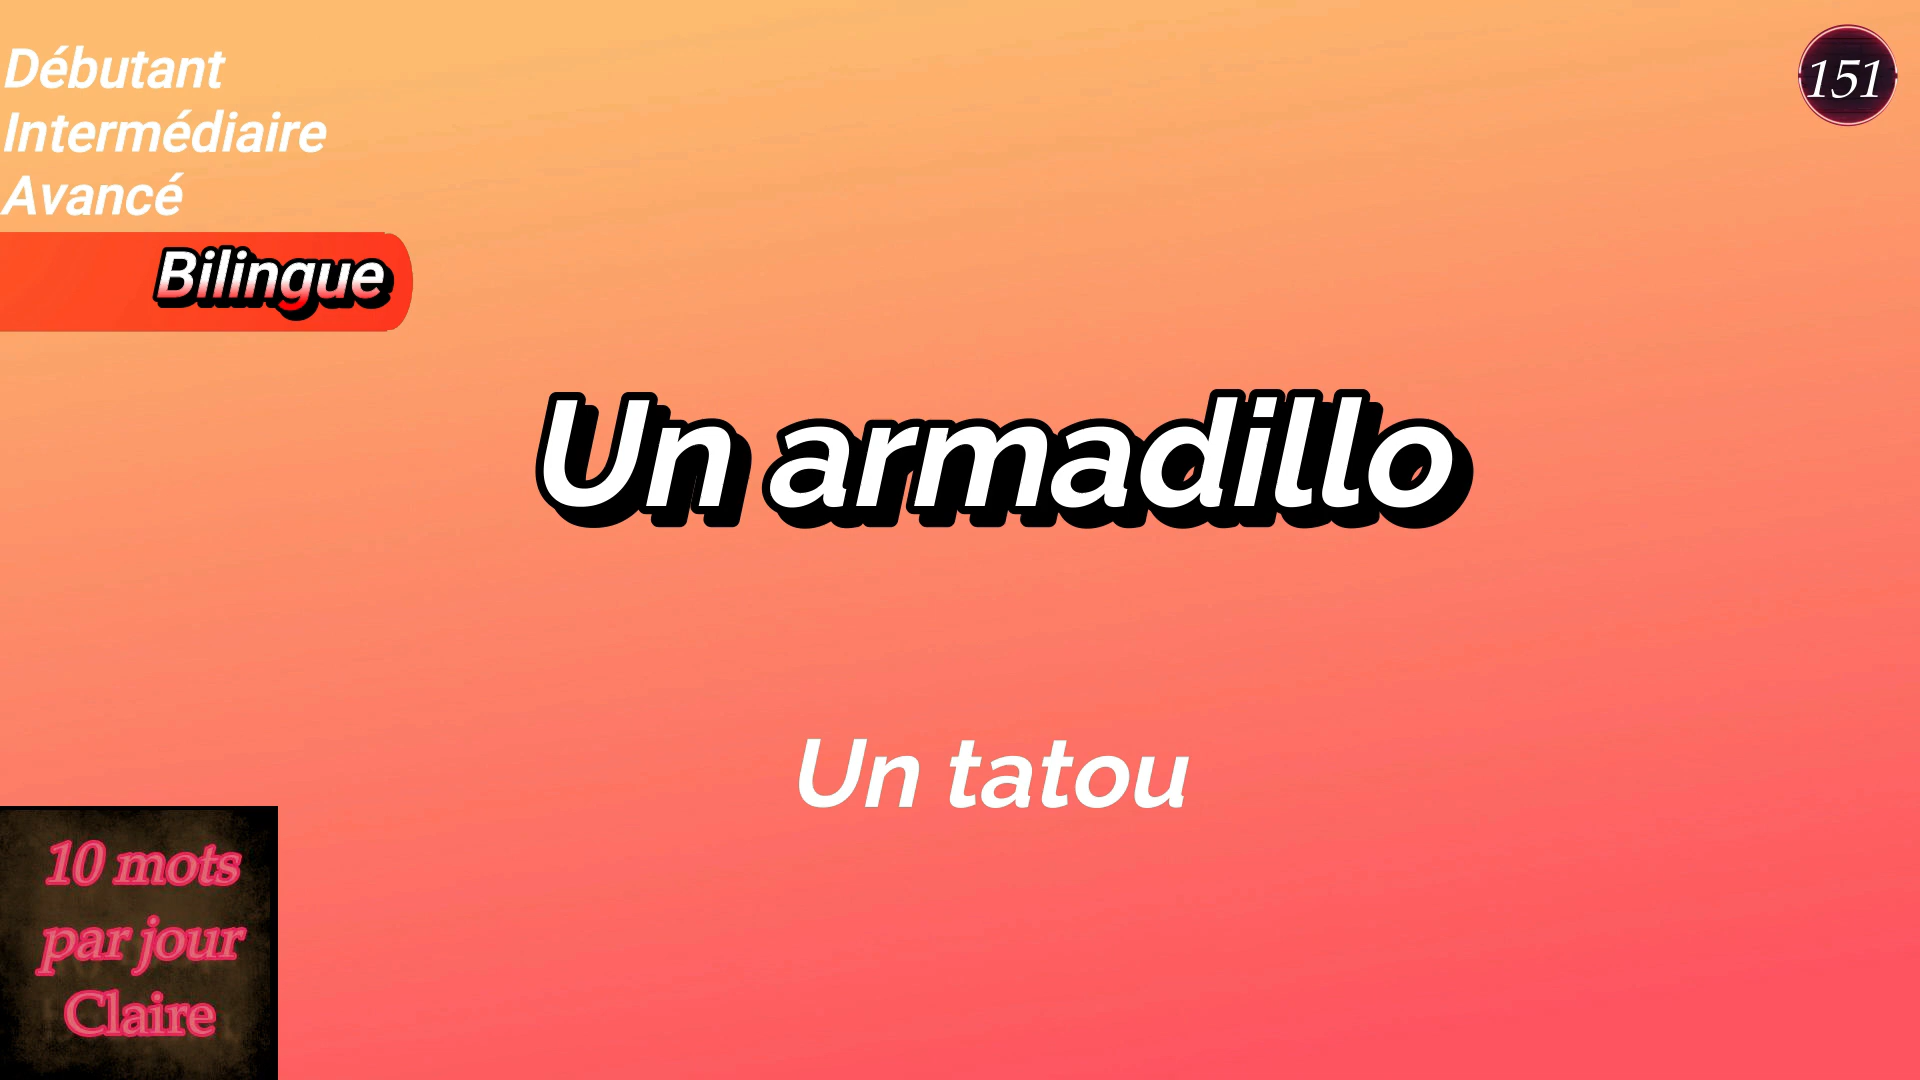 Débutant
Intermédiaire
Avancé
Bilingue
151
Un armadillo
Un tatou
10 mots
par jour
Claire